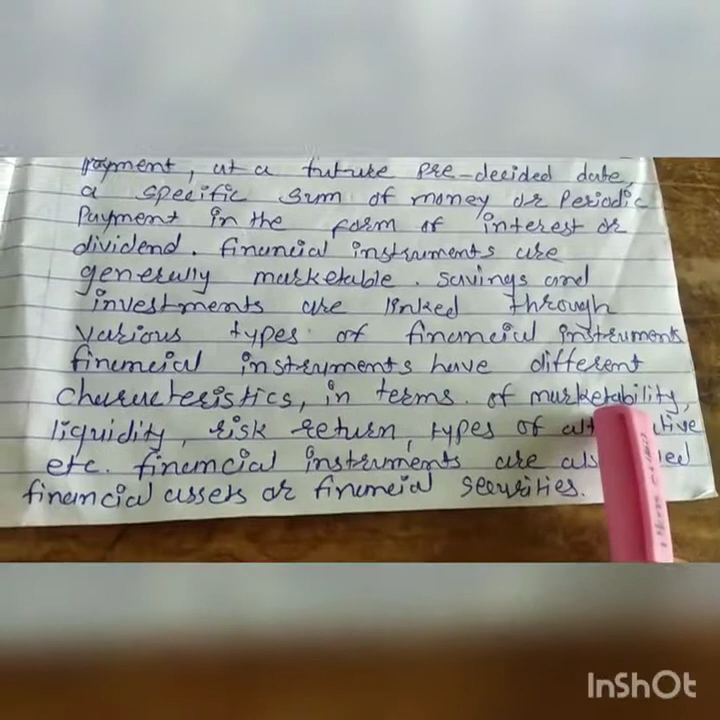 payment, at a future pre-decided date,
a specific sum of money or Periodic
Payment in the form of interest or
dividend. financial instruments are
generally marketable. savings and
investments are linked through
various types of financial instruments
financial instruments have different
characteristics, in terms of marketability,
liquidity, risk return, types of
etc. financial instruments are
financial assets or financial securities.
InShOt